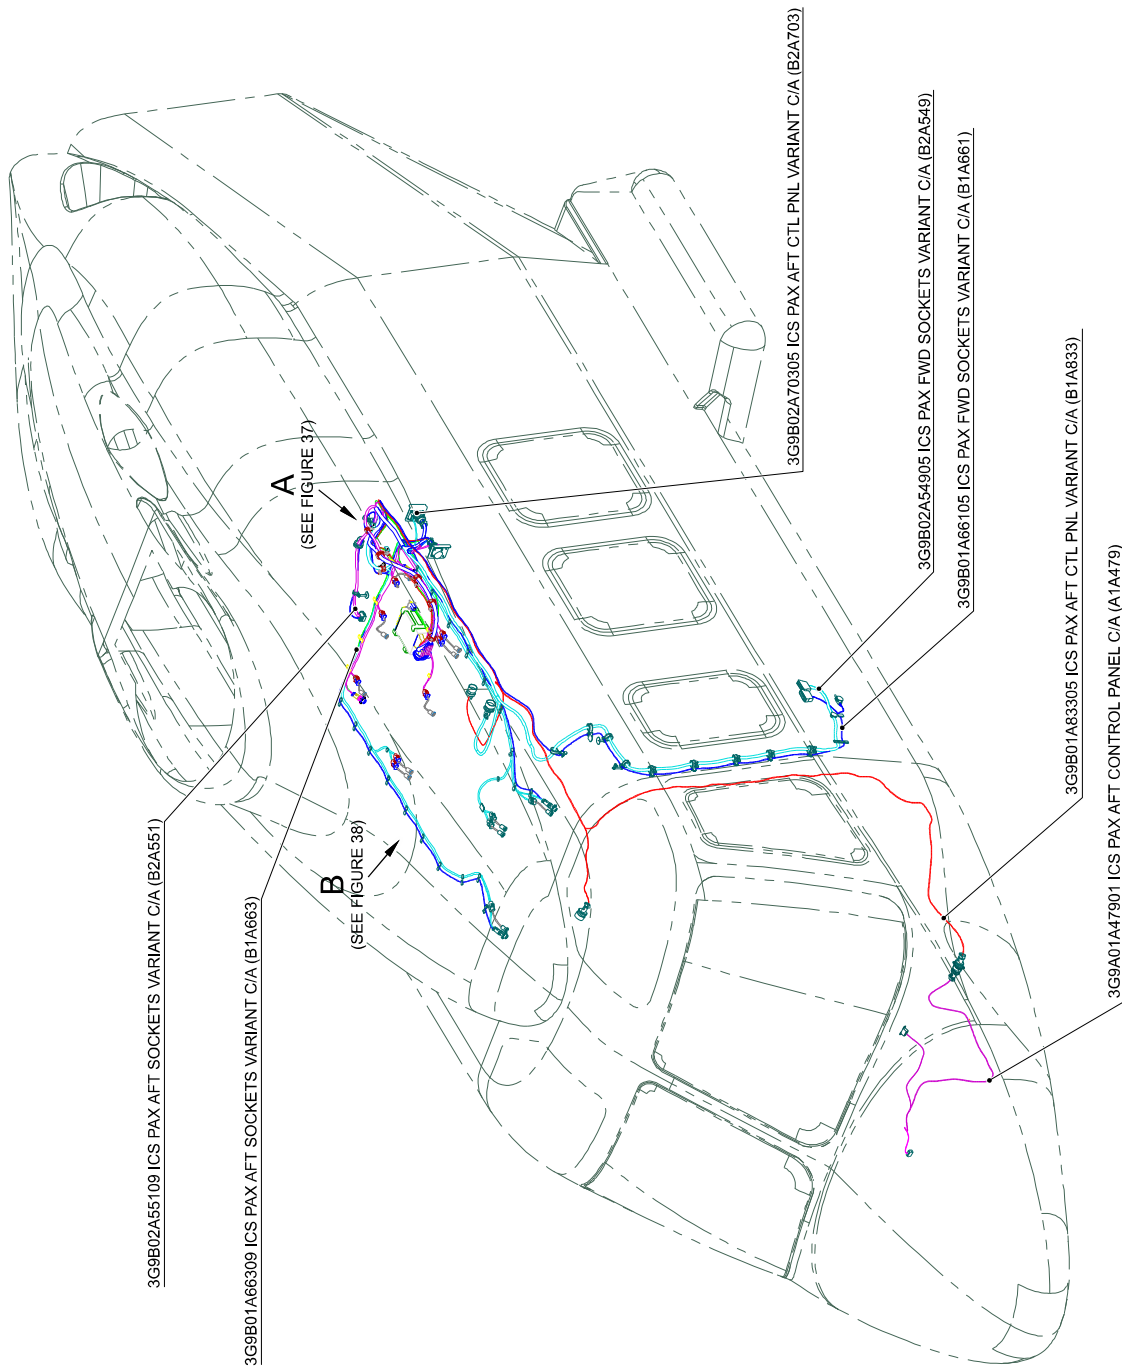 3G9B02A55109 ICS PAX AFT SOCKETS VARIANT C/A (B2A551)
3G9B01A66309 ICS PAX AFT SOCKETS VARIANT C/A (B1A663)
A
(SEE FIGURE 37)
B
(SEE FIGURE 38)
3G9B02A70305 ICS PAX AFT CTL PNL VARIANT C/A (B2A703)
3G9B02A54905 ICS PAX FWD SOCKETS VARIANT C/A (B2A549)
3G9B01A66105 ICS PAX FWD SOCKETS VARIANT C/A (B1A661)
3G9B01A83305 ICS PAX AFT CTL PNL VARIANT C/A (B1A833)
3G9A01A47901 ICS PAX AFT CONTROL PANEL C/A (A1A479)